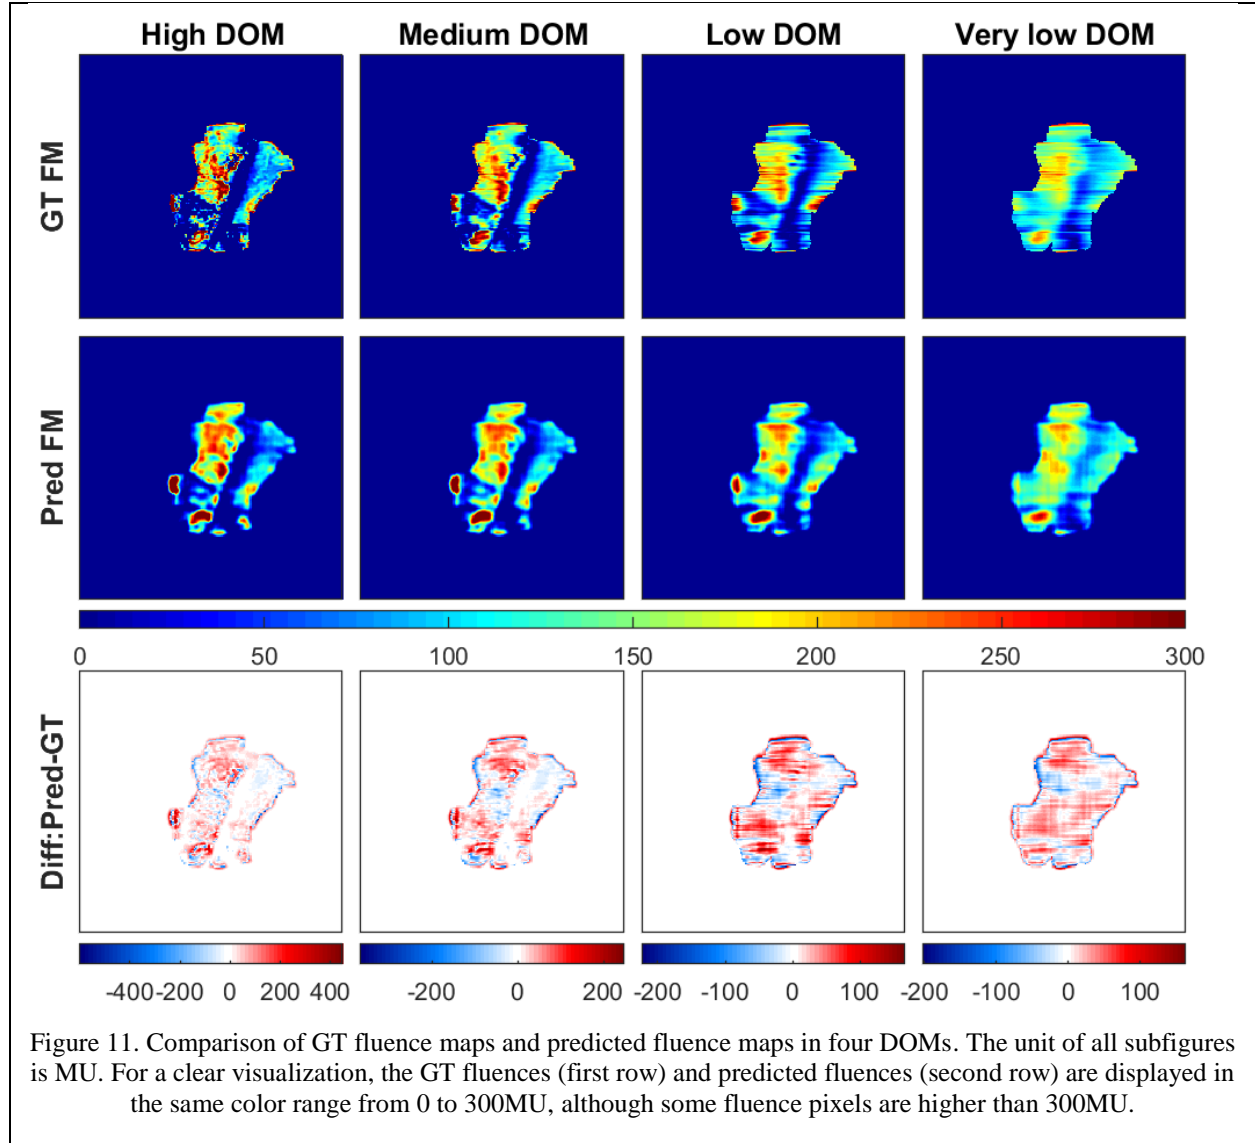 High DOM Medium DOM Low DOM Very low DOM
GT FM
Pred FM
0 50 100 150 200 250 300
Diff:Pred-GT
-400 -200 0 200 400 -200 0 200 -200 -100 0 100 -200 -100 0 100
Figure 11. Comparison of GT fluence maps and predicted fluence maps in four DOMs. The unit of all subfigures
is MU. For a clear visualization, the GT fluences (first row) and predicted fluences (second row) are displayed in
the same color range from 0 to 300MU, although some fluence pixels are higher than 300MU.